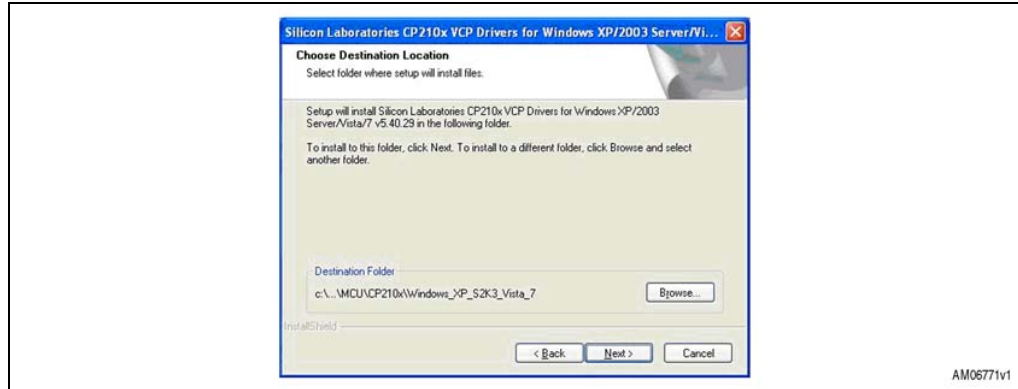 Silicon Laboratories CP210x VCP Drivers for Windows XP/2003 Server/Vi...
Choose Destination Location
Select folder where setup will install files.
Setup will install Silicon Laboratories CP210x VCP Drivers for Windows XP/2003
Server/Vista/7 v5.40.29 in the following folder.
To install to this folder, click Next. To install to a different folder, click Browse and select
another folder.
Destination Folder
c:\...\MCU\CP210x\Windows_XP_S2K3_Vista_7
Browse...
InstallShield
< Back Next > Cancel
AM06771v1